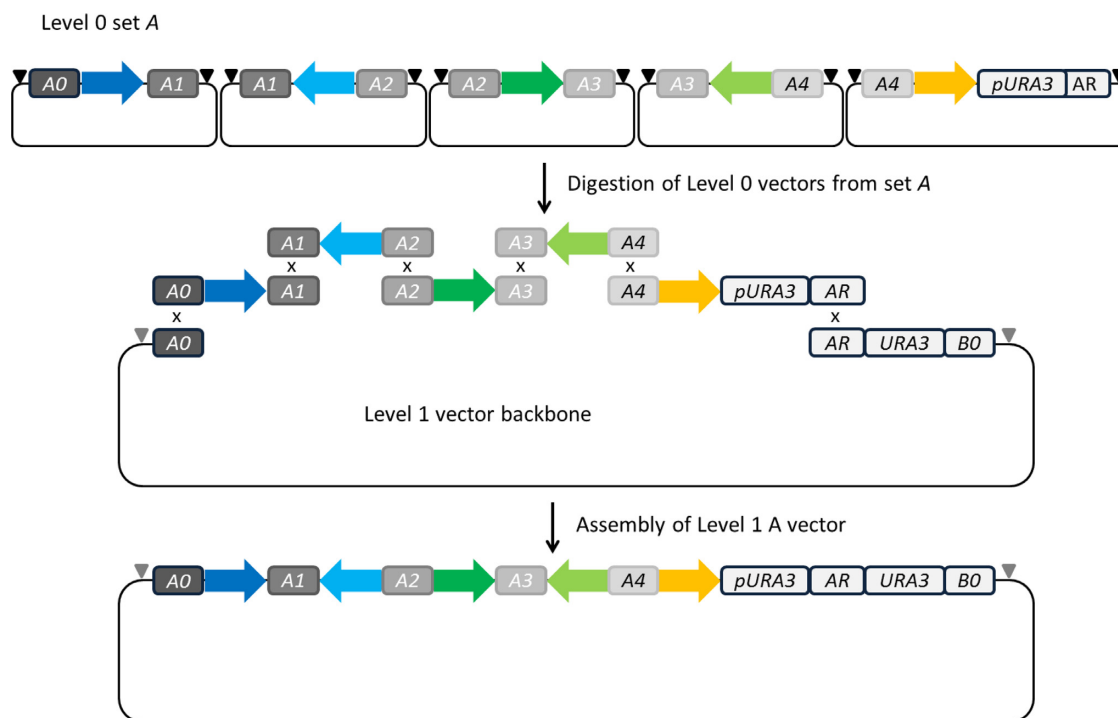 Level 0 set A
A0 A1 A1 A2 A2 A3 A3 A4 A4 pURA3 AR
Digestion of Level 0 vectors from set A
A1 A2 A3 A4
x x x x
A0 A1 A2 A3 A4 pURA3 AR
x x
A0 AR URA3 B0
Level 1 vector backbone
Assembly of Level 1 A vector
A0 A1 A2 A3 A4 pURA3 AR URA3 B0